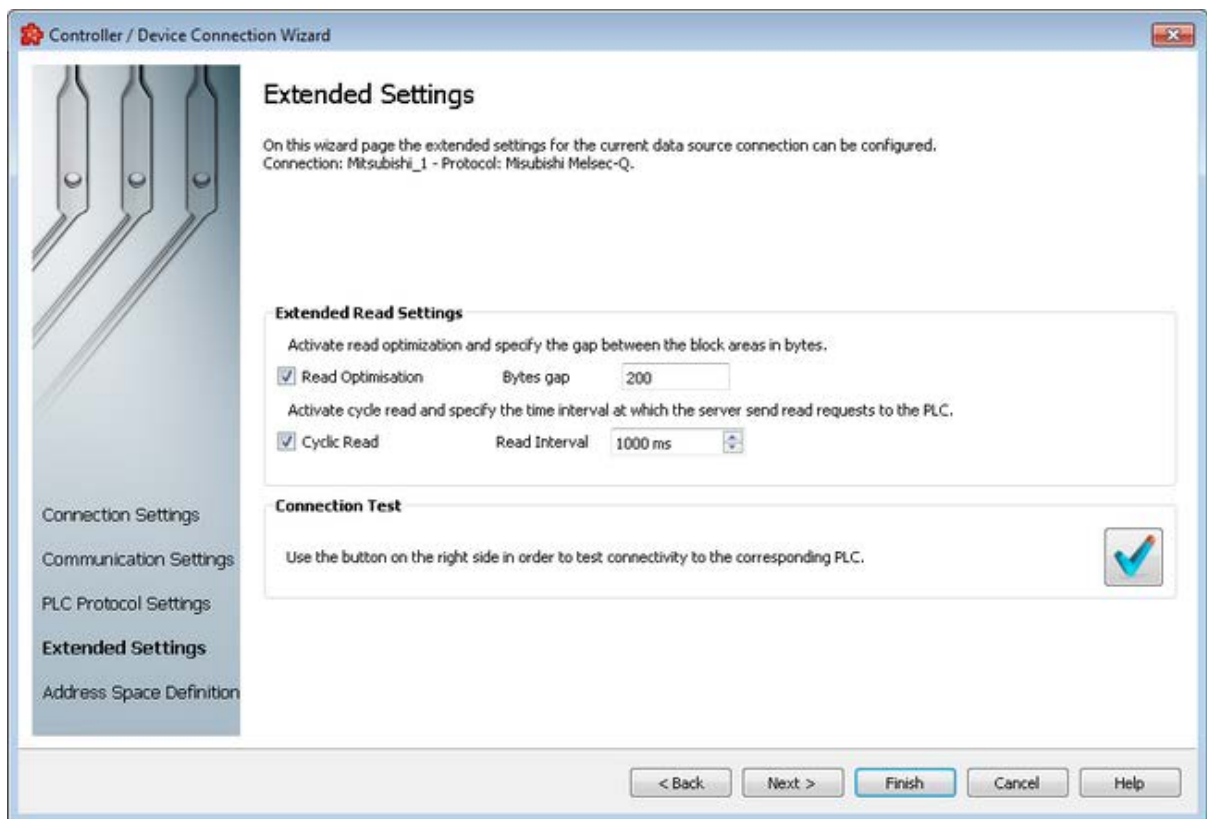 Controller / Device Connection Wizard
Extended Settings
On this wizard page the extended settings for the current data source connection can be configured.
Connection: Mitsubishi_1 - Protocol: Misubishi Melsec-Q.
Extended Read Settings
Activate read optimization and specify the gap between the block areas in bytes.
Read Optimisation Bytes gap 200
Activate cycle read and specify the time interval at which the server send read requests to the PLC.
Cyclic Read Read Interval 1000 ms
Connection Test
Use the button on the right side in order to test connectivity to the corresponding PLC.
Connection Settings
Communication Settings
PLC Protocol Settings
Extended Settings
Address Space Definition
< Back Next > Finish Cancel Help